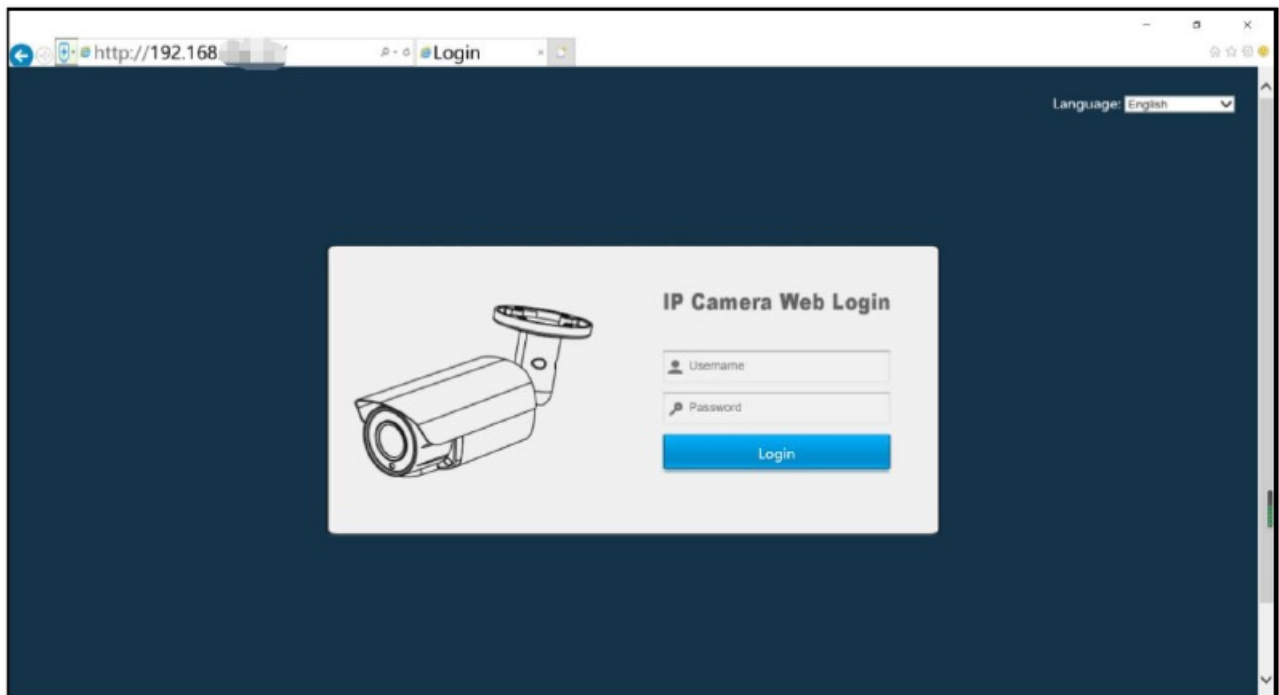 http://192.168.
Login
Language: English
IP Camera Web Login
Username
Password
Login